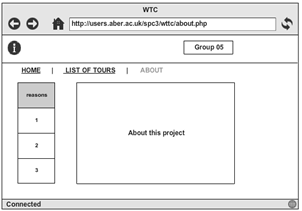 WTC
http://users.aber.ac.uk/spc3/wttc/about.php
Group 05
HOME | LIST OF TOURS | ABOUT
reasons
1
About this project
2
3
Connected